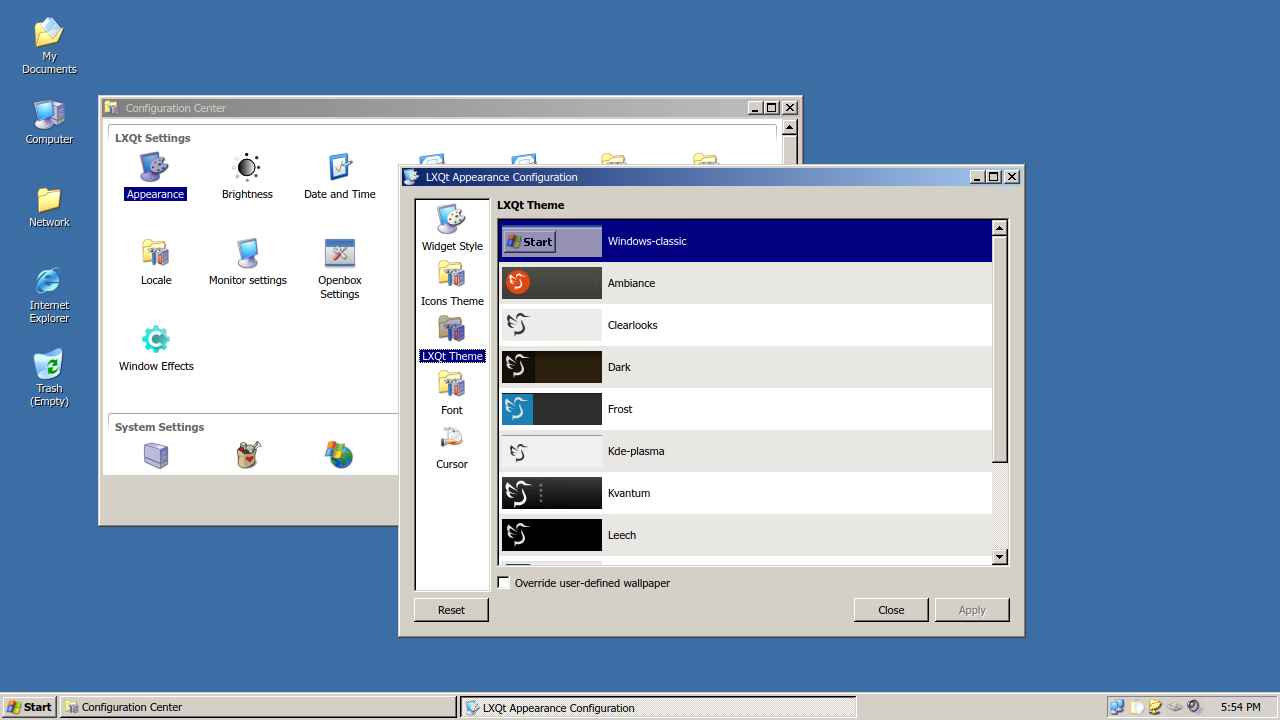 My
Documents
Computer
Network
Internet
Explorer
Trash
(Empty)
Configuration Center
LXQt Settings
Appearance
Brightness
Date and Time
Locale
Monitor settings
Openbox
Settings
Window Effects
System Settings
LXQt Appearance Configuration
Widget Style
Icons Theme
LXQt Theme
Font
Cursor
LXQt Theme
Start
Windows-classic
Ambiance
Clearlooks
Dark
Frost
Kde-plasma
Kvantum
Leech
Override user-defined wallpaper
Reset
Close
Apply
Start
Configuration Center
LXQt Appearance Configuration
5:54 PM